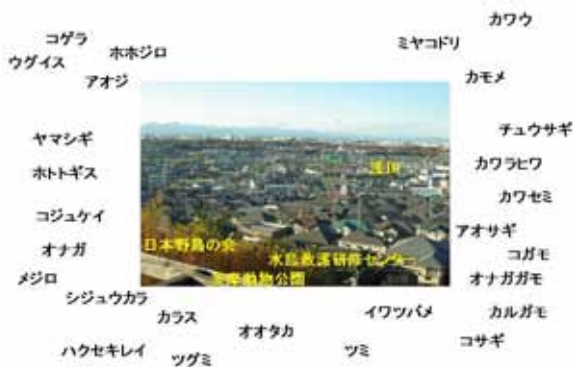 カワウ
コゲラ
ホホジロ
ミヤコドリ
ウグイス
アオジ
カモメ
チュウサギ
ヤマシギ
カワラヒワ
ホトトギス
カワセミ
コジュケイ
アオサギ
オナガ
日本野鳥の会
コガモ
水鳥救護研修センター
メジロ
多摩動物公園
オナガガモ
シジュウカラ
カラス
イワツバメ
カルガモ
オオタカ
コサギ
ハクセキレイ
ツグミ
ツミ